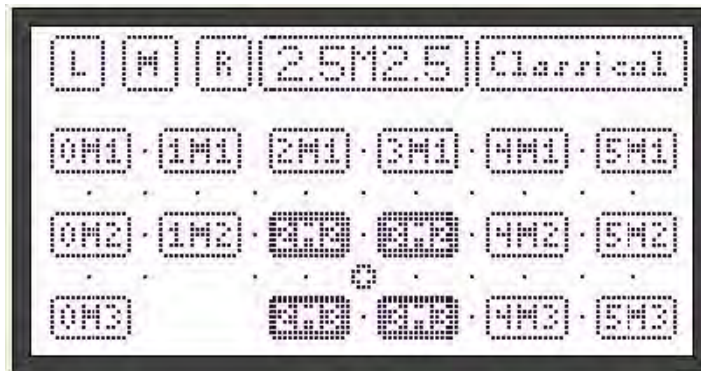 L M R 2.5M2.5 Classical
0M1 · 1M1 2M1 · 3M1 · 4M1 · 5M1
0M2 · 1M2 · · 4M2 · 5M2
0M3 · 4M3 · 5M3